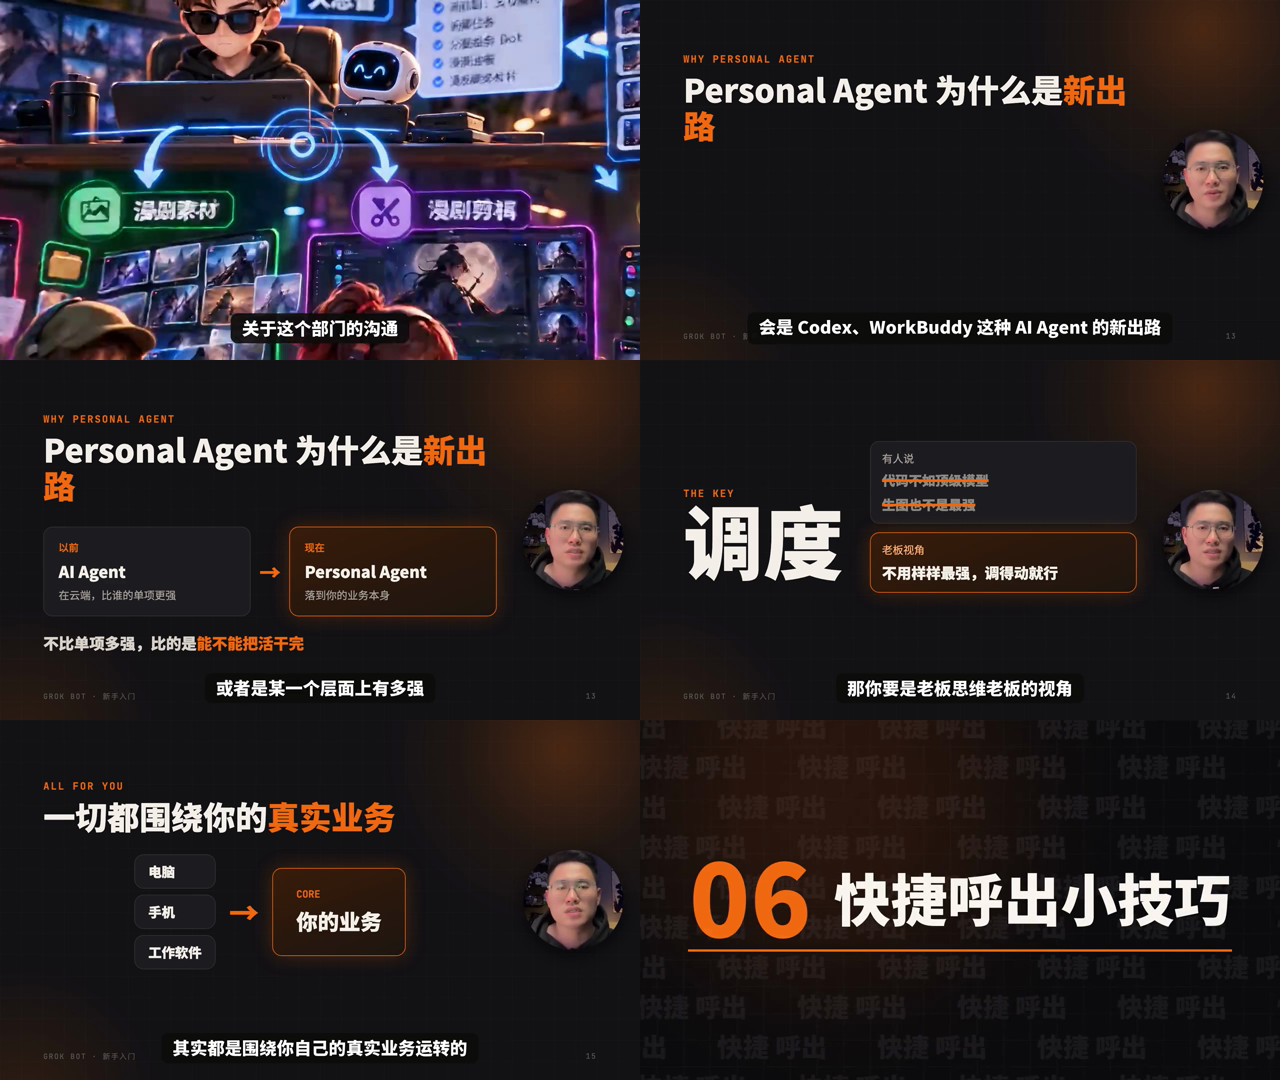 漫剧素材
漫剧剪辑
关于这个部门的沟通
WHY PERSONAL AGENT
Personal Agent 为什么是新出
路
会是 Codex、WorkBuddy 这种 AI Agent 的新出路
GROK BOT · 新
13
WHY PERSONAL AGENT
Personal Agent 为什么是新出
路
以前
AI Agent
在云端，比谁的单项更强
→
现在
Personal Agent
落到你的业务本身
不比单项多强，比的是能不能把活干完
或者是某一个层面上有多强
GROK BOT · 新手入门
13
THE KEY
调度
有人说
代码不如顶级模型
生图也不是最强
老板视角
不用样样最强，调得动就行
那你要是老板思维老板的视角
GROK BOT · 新手入门
14
ALL FOR YOU
一切都围绕你的真实业务
电脑
手机
工作软件
→
CORE
你的业务
其实都是围绕你自己的真实业务运转的
GROK BOT · 新手入门
15
06 快捷呼出小技巧
快捷 呼出